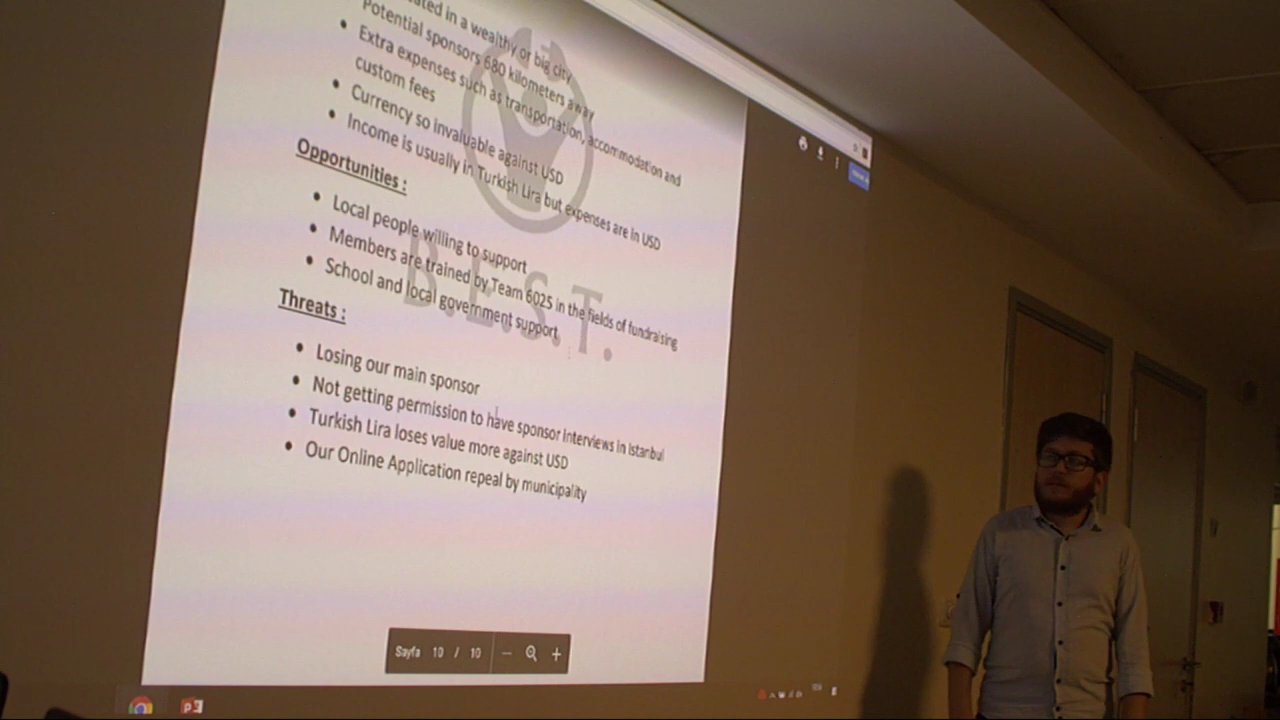 in a wealthy or big city
Potential sponsors 680 kilometers away
Extra expenses such as transportation, accommodation and
custom fees
Currency so invaluable against USD
Income is usually in Turkish Lira but expenses are in USD
Opportunities :
Local people willing to support
Members are trained by Team 6025 in the fields of fundraising
School and local government support
Threats :
Losing our main sponsor
Not getting permission to have sponsor interviews in Istanbul
Turkish Lira loses value more against USD
Our Online Application repeal by municipality
B.E.S.T.
Sayfa 10 / 10